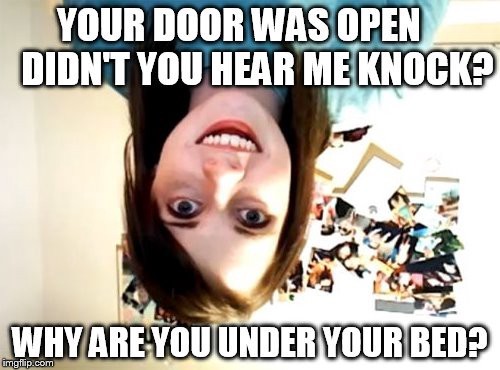 YOUR DOOR WAS OPEN
DIDN'T YOU HEAR ME KNOCK?
WHY ARE YOU UNDER YOUR BED?
imgflip.com